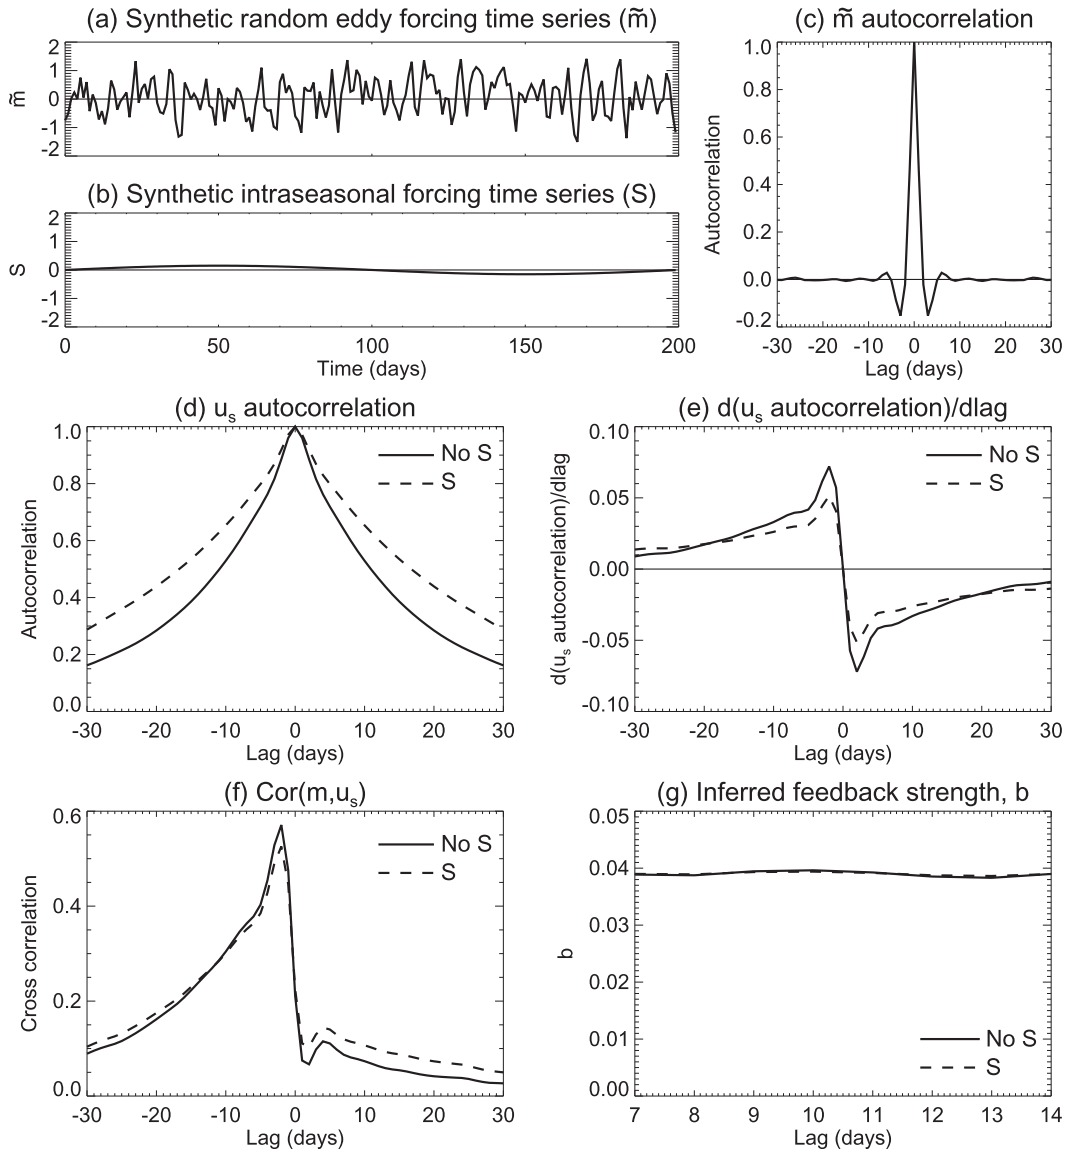 (a) Synthetic random eddy forcing time series (m̃)
2
1
0
-1
-2
m̃
(b) Synthetic intraseasonal forcing time series (S)
2
1
0
-1
-2
S
0 50 100 150 200
Time (days)
(c) m̃ autocorrelation
1.0
0.8
0.6
0.4
0.2
0.0
-0.2
Autocorrelation
-30 -20 -10 0 10 20 30
Lag (days)
(d) uₛ autocorrelation
1.0
0.8
0.6
0.4
0.2
0.0
Autocorrelation
No S
S
-30 -20 -10 0 10 20 30
Lag (days)
(e) d(uₛ autocorrelation)/dlag
0.10
0.05
0.00
-0.05
-0.10
d(uₛ autocorrelation)/dlag
No S
S
-30 -20 -10 0 10 20 30
Lag (days)
(f) Cor(m,uₛ)
0.6
0.4
0.2
0.0
Cross correlation
No S
S
-30 -20 -10 0 10 20 30
Lag (days)
(g) Inferred feedback strength, b
0.05
0.04
0.03
0.02
0.01
0.00
b
No S
S
7 8 9 10 11 12 13 14
Lag (days)